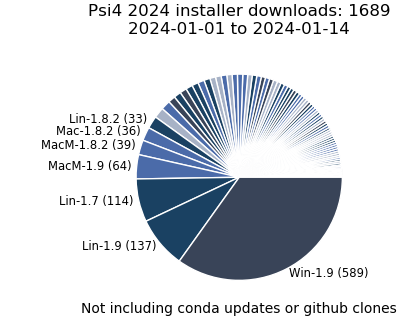 Psi4 2024 installer downloads: 1689
2024-01-01 to 2024-01-14
Lin-1.8.2 (33)
Mac-1.8.2 (36)
MacM-1.8.2 (39)
MacM-1.9 (64)
Lin-1.7 (114)
Lin-1.9 (137)
Win-1.9 (589)
Not including conda updates or github clones